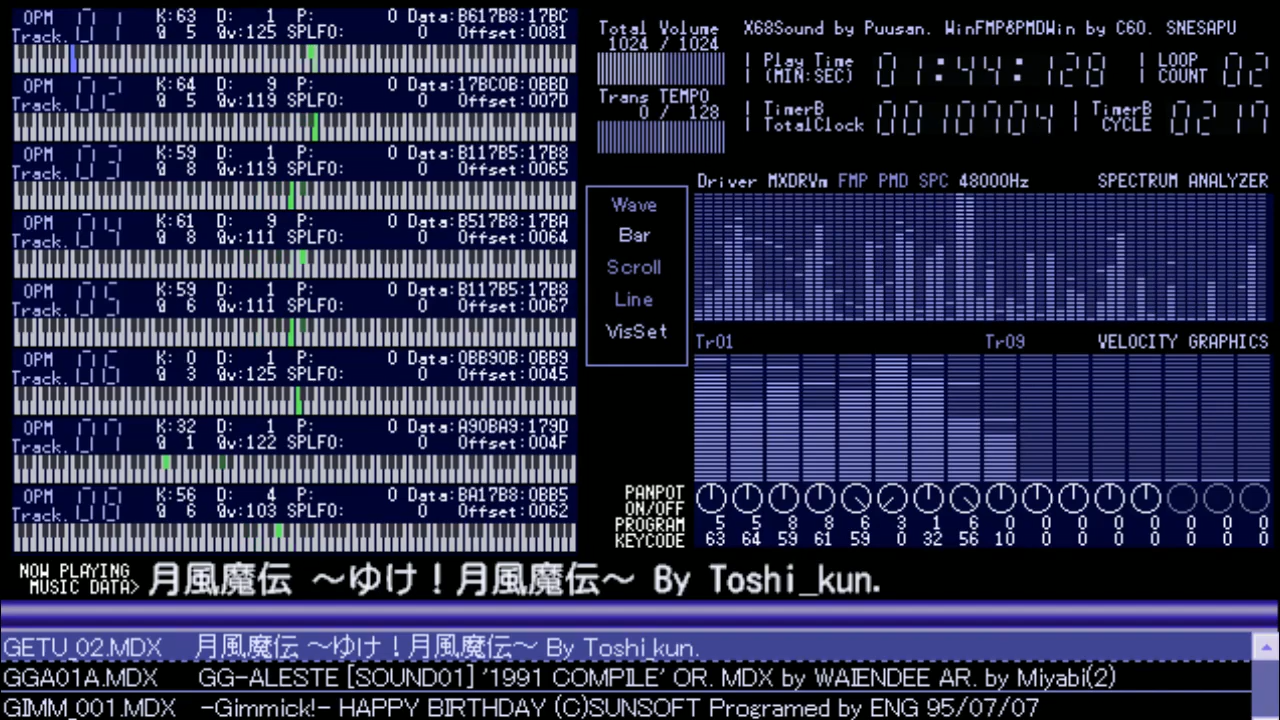 OPM K:63 D: 1 P: 0 Data:B617B8:17BC
Track. 01 @ 5 @v:125 SPLFO: 0 Offset:0081
OPM K:64 D: 9 P: 0 Data:17BC0B:0BBD
Track. 02 @ 5 @v:119 SPLFO: 0 Offset:007D
OPM K:59 D: 1 P: 0 Data:B117B5:17B8
Track. 03 @ 8 @v:119 SPLFO: 0 Offset:0065
OPM K:61 D: 9 P: 0 Data:B517B8:17BA
Track. 04 @ 8 @v:111 SPLFO: 0 Offset:0064
OPM K:59 D: 1 P: 0 Data:B117B5:17B8
Track. 05 @ 6 @v:111 SPLFO: 0 Offset:0067
OPM K: 0 D: 1 P: 0 Data:0BB90B:0BB9
Track. 06 @ 3 @v:125 SPLFO: 0 Offset:0045
OPM K:32 D: 1 P: 0 Data:A90BA9:179D
Track. 07 @ 1 @v:122 SPLFO: 0 Offset:004F
OPM K:56 D: 4 P: 0 Data:BA17B8:0BB5
Track. 08 @ 6 @v:103 SPLFO: 0 Offset:0062
Total Volume
1024 / 1024
Trans TEMPO
0 / 128
X68Sound by Puusan. WinFMP&PMDWin by C60. SNESAPU
Play Time (MIN:SEC) 01:44:128 LOOP COUNT 02
TimerB TotalClock 0010704 TimerB CYCLE 0217
Wave
Bar
Scroll
Line
VisSet
Driver MXDRVm FMP PMD SPC 48000Hz SPECTRUM ANALYZER
Tr01 Tr09 VELOCITY GRAPHICS
PANPOT
ON/OFF
PROGRAM 5 5 8 8 6 3 1 6 10 0 0 0 0 0 0 0
KEYCODE 63 64 59 61 59 0 32 56 10 0 0 0 0 0 0 0
NOW PLAYING
MUSIC DATA> 月風魔伝 ～ゆけ！月風魔伝～ By Toshi_kun.
GETU_02.MDX 月風魔伝 ～ゆけ！月風魔伝～ By Toshi_kun.
GGA01A.MDX GG-ALESTE [SOUND01] '1991 COMPILE' OR. MDX by WAIENDEE AR. by Miyabi(2)
GIMM_001.MDX -Gimmick!- HAPPY BIRTHDAY (C)SUNSOFT Programed by ENG 95/07/07